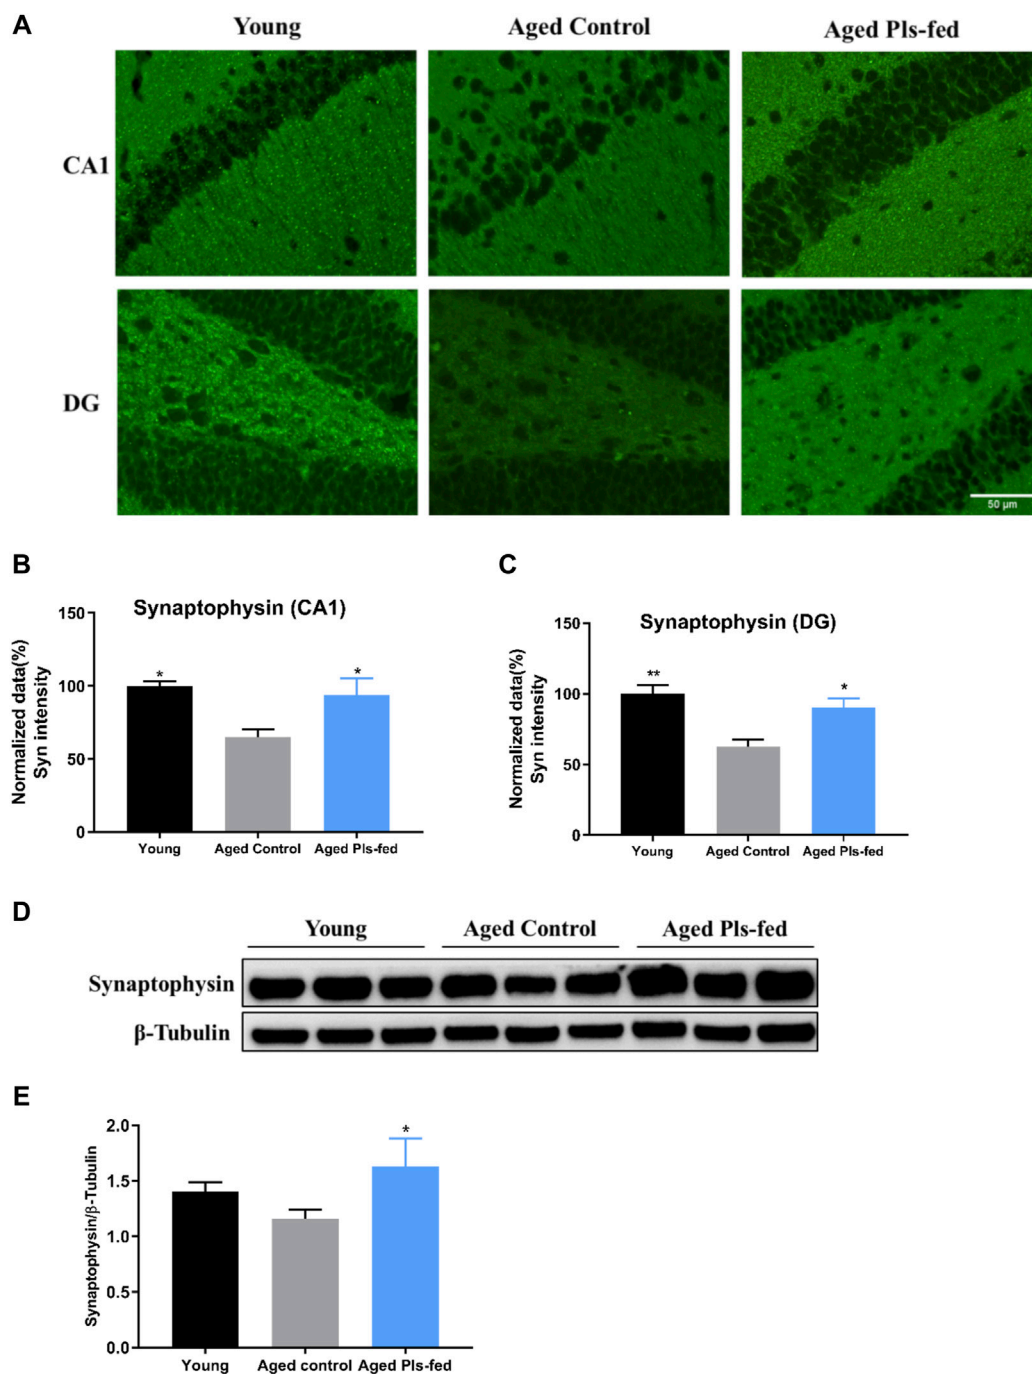 A
Young
Aged Control
Aged Pls-fed
CA1
DG
50 µm
B
Synaptophysin (CA1)
Normalized data(%)
Syn intensity
150
100
50
0
*
*
Young
Aged Control
Aged Pls-fed
C
Synaptophysin (DG)
Normalized data(%)
Syn intensity
150
100
50
0
**
*
Young
Aged Control
Aged Pls-fed
D
Young
Aged Control
Aged Pls-fed
Synaptophysin
β-Tubulin
E
Synaptophysin/β-Tubulin
2.0
1.5
1.0
0.5
0.0
*
Young
Aged control
Aged Pls-fed